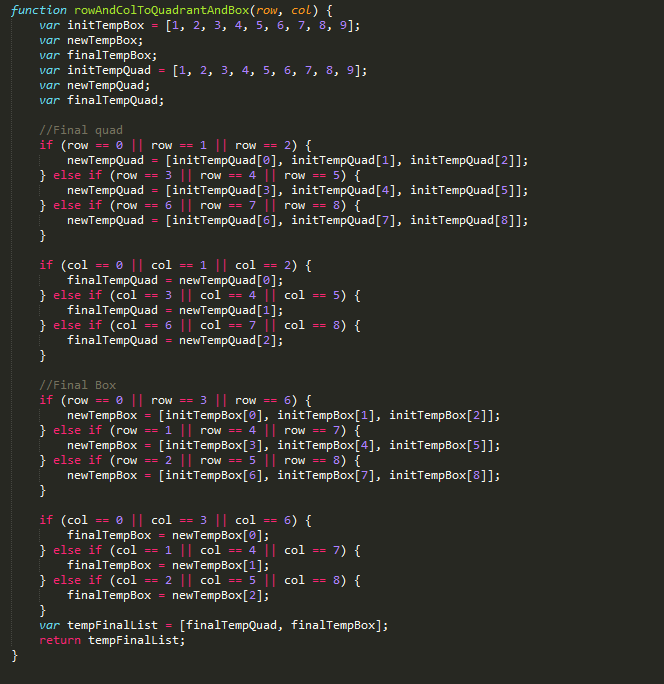 function rowAndColToQuadrantAndBox(row, col) {
    var initTempBox = [1, 2, 3, 4, 5, 6, 7, 8, 9];
    var newTempBox;
    var finalTempBox;
    var initTempQuad = [1, 2, 3, 4, 5, 6, 7, 8, 9];
    var newTempQuad;
    var finalTempQuad;

    //Final quad
    if (row == 0 || row == 1 || row == 2) {
        newTempQuad = [initTempQuad[0], initTempQuad[1], initTempQuad[2]];
    } else if (row == 3 || row == 4 || row == 5) {
        newTempQuad = [initTempQuad[3], initTempQuad[4], initTempQuad[5]];
    } else if (row == 6 || row == 7 || row == 8) {
        newTempQuad = [initTempQuad[6], initTempQuad[7], initTempQuad[8]];
    }

    if (col == 0 || col == 1 || col == 2) {
        finalTempQuad = newTempQuad[0];
    } else if (col == 3 || col == 4 || col == 5) {
        finalTempQuad = newTempQuad[1];
    } else if (col == 6 || col == 7 || col == 8) {
        finalTempQuad = newTempQuad[2];
    }

    //Final Box
    if (row == 0 || row == 3 || row == 6) {
        newTempBox = [initTempBox[0], initTempBox[1], initTempBox[2]];
    } else if (row == 1 || row == 4 || row == 7) {
        newTempBox = [initTempBox[3], initTempBox[4], initTempBox[5]];
    } else if (row == 2 || row == 5 || row == 8) {
        newTempBox = [initTempBox[6], initTempBox[7], initTempBox[8]];
    }

    if (col == 0 || col == 3 || col == 6) {
        finalTempBox = newTempBox[0];
    } else if (col == 1 || col == 4 || col == 7) {
        finalTempBox = newTempBox[1];
    } else if (col == 2 || col == 5 || col == 8) {
        finalTempBox = newTempBox[2];
    }
    var tempFinalList = [finalTempQuad, finalTempBox];
    return tempFinalList;
}